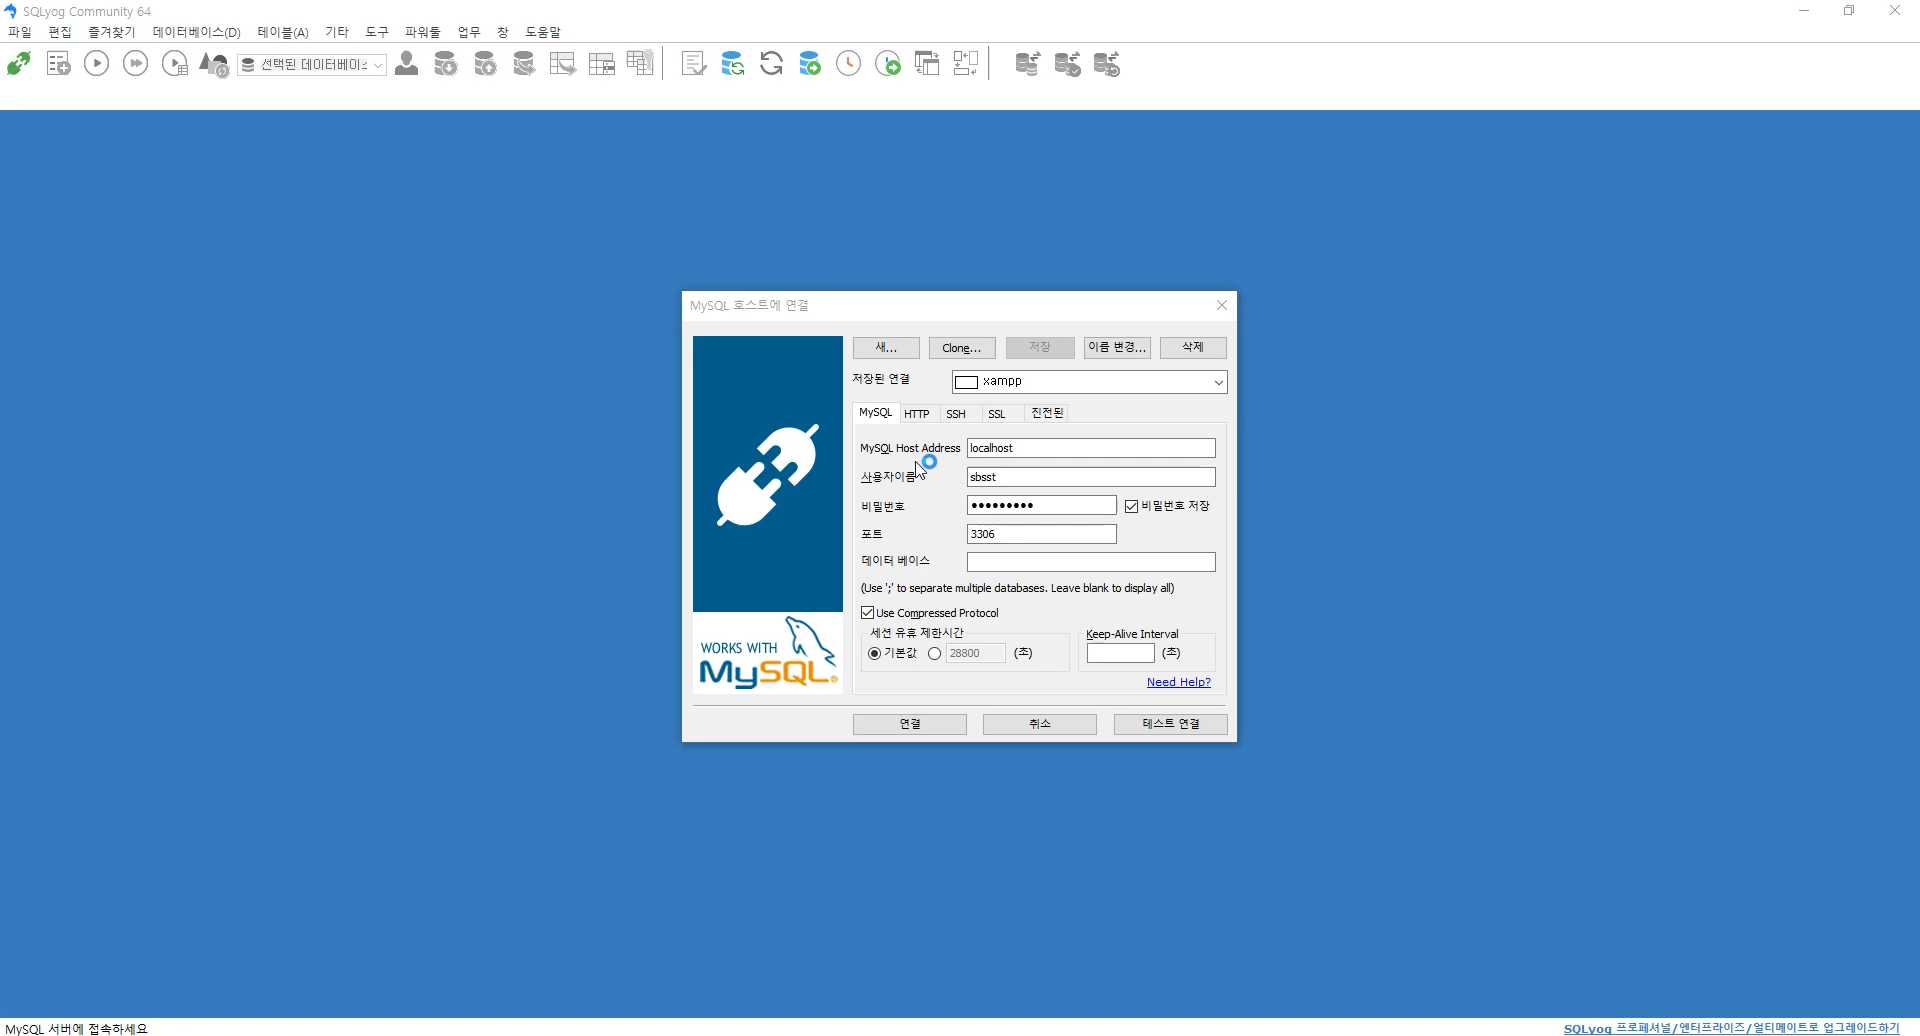 SQLyog Community 64
파일 편집 즐겨찾기 데이터베이스(D) 테이블(A) 기타 도구 파워툴 업무 창 도움말
선택된 데이터베이스
MySQL 호스트에 연결
새... Clone... 저장 이름 변경... 삭제
저장된 연결 xampp
MySQL HTTP SSH SSL 진전된
MySQL Host Address localhost
사용자이름 sbsst
비밀번호 ••••••••• 비밀번호 저장
포트 3306
데이터 베이스
(Use ';' to separate multiple databases. Leave blank to display all)
Use Compressed Protocol
세션 유휴 제한시간 Keep-Alive Interval
기본값 28800 (초) (초)
Need Help?
WORKS WITH
MySQL®
연결 취소 테스트 연결
MySQL 서버에 접속하세요 SQLyog 프로페셔널/엔터프라이즈/얼티메이트로 업그레이드하기